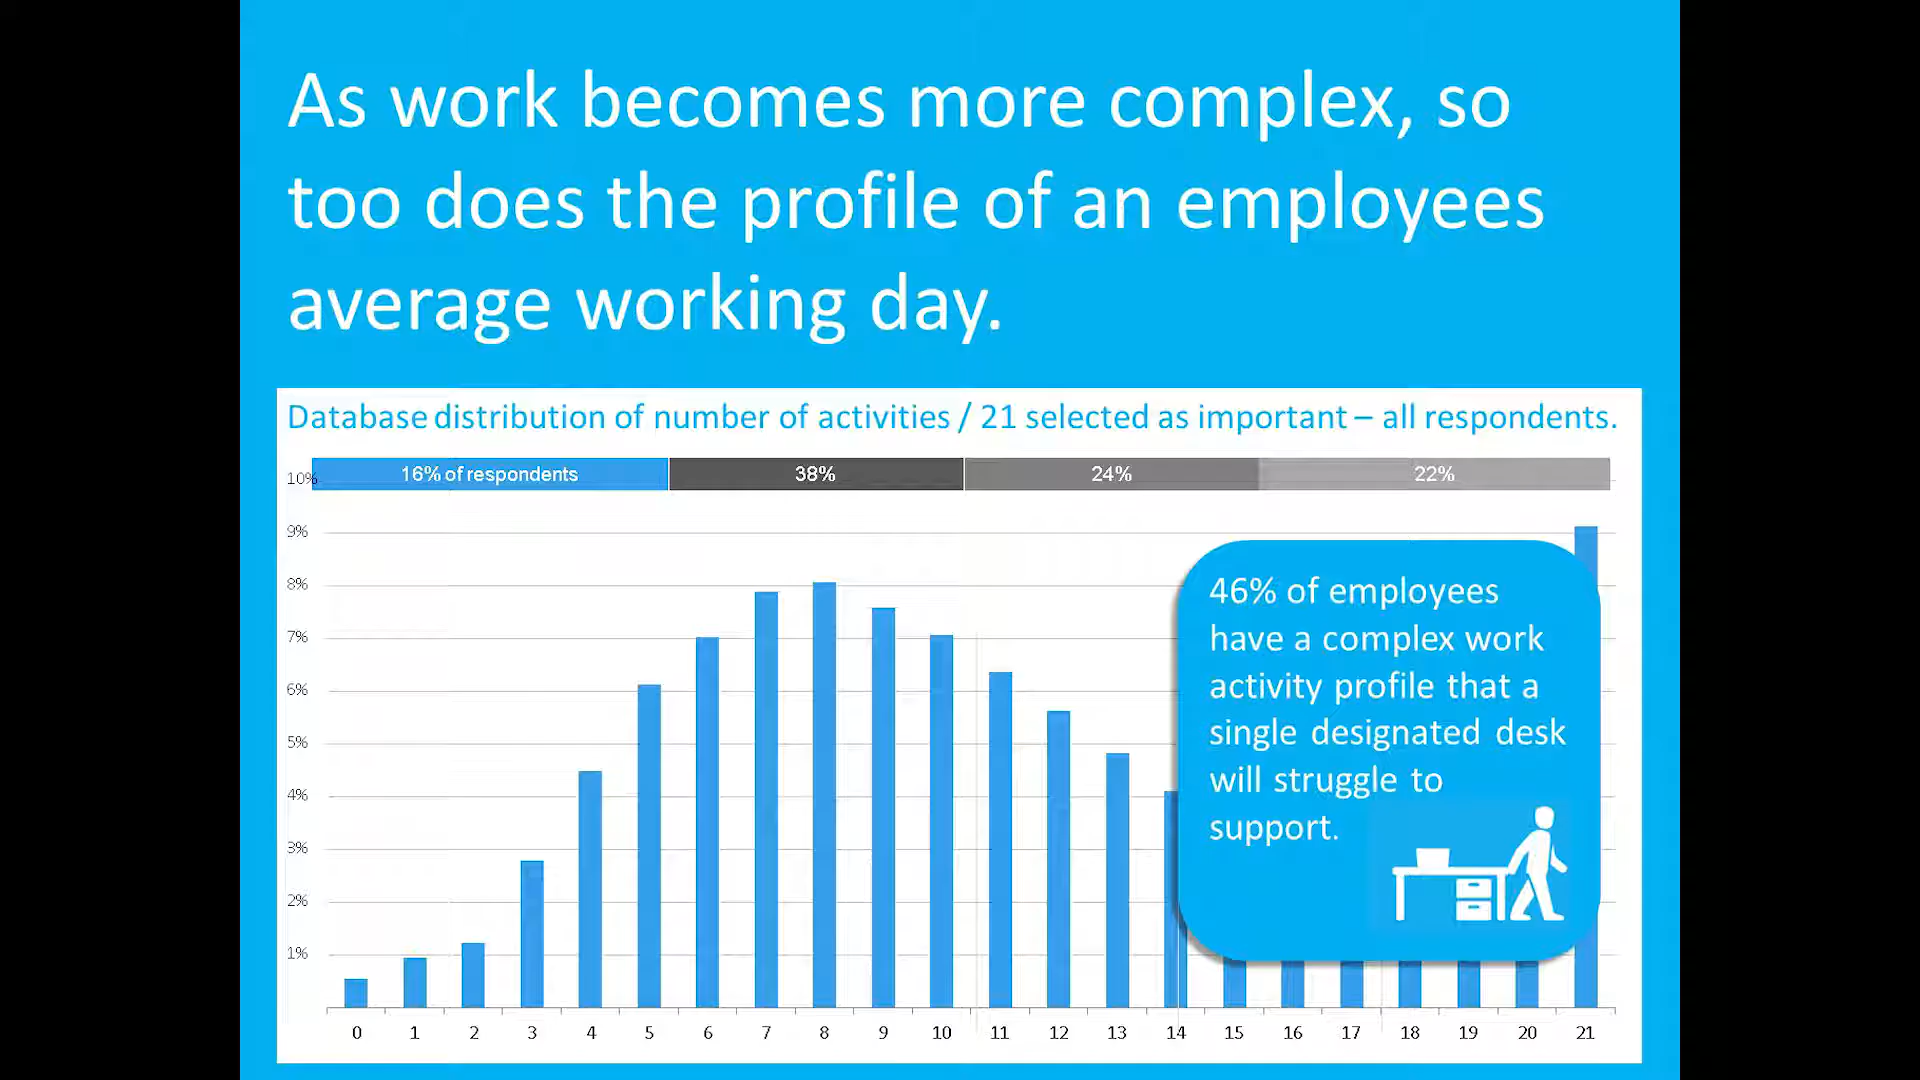 As work becomes more complex, so
too does the profile of an employees
average working day.
Database distribution of number of activities / 21 selected as important – all respondents.
16% of respondents 38% 24% 22%
10%
9%
8%
7%
6%
5%
4%
3%
2%
1%
46% of employees
have a complex work
activity profile that a
single designated desk
will struggle to
support.
0 1 2 3 4 5 6 7 8 9 10 11 12 13 14 15 16 17 18 19 20 21